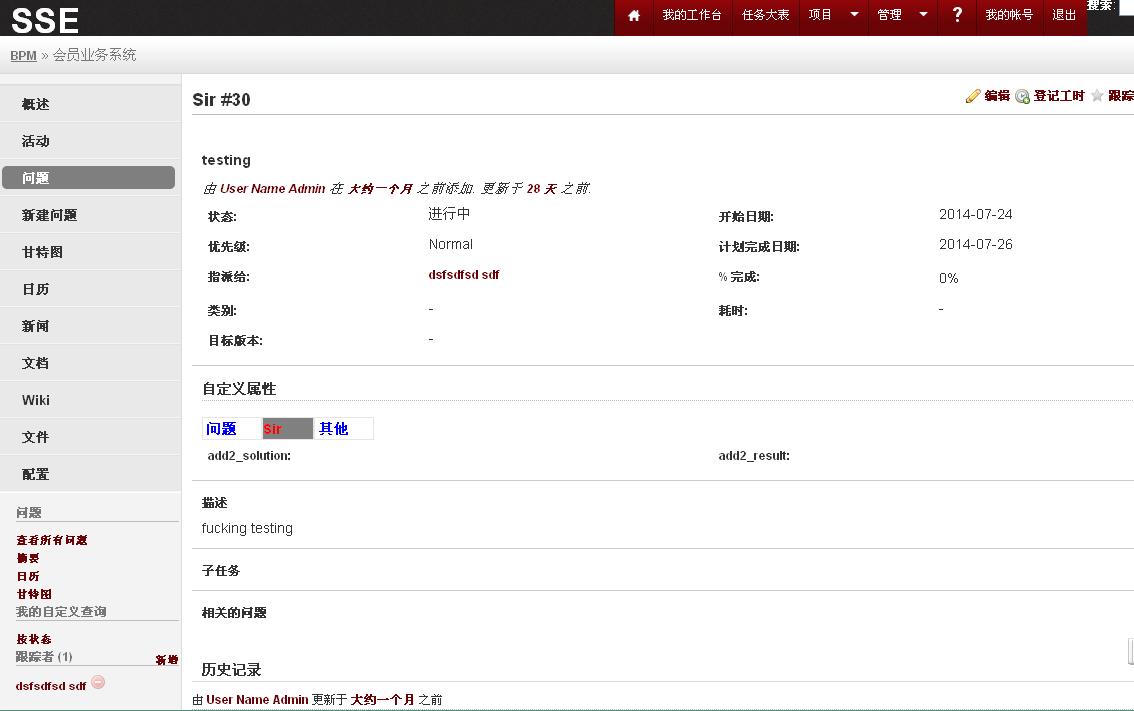 SSE
我的工作台 任务大表 项目 管理 ? 我的帐号 退出 搜索:
BPM » 会员业务系统
概述
活动
问题
新建问题
甘特图
日历
新闻
文档
Wiki
文件
配置
问题
查看所有问题
摘要
日历
甘特图
我的自定义查询
按状态
跟踪者 (1) 新增
dsfsdfsd sdf
Sir #30
编辑 登记工时 跟踪
testing
由 User Name Admin 在 大约一个月 之前添加. 更新于 28 天 之前.
状态: 进行中 开始日期: 2014-07-24
优先级: Normal 计划完成日期: 2014-07-26
指派给: dsfsdfsd sdf % 完成: 0%
类别: - 耗时: -
目标版本: -
自定义属性
问题 Sir 其他
add2_solution: add2_result:
描述
fucking testing
子任务
相关的问题
历史记录
由 User Name Admin 更新于 大约一个月 之前